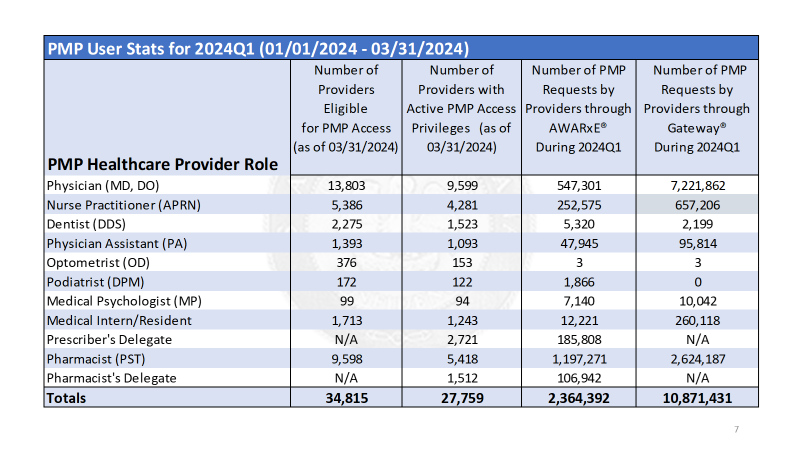 PMP User Stats for 2024Q1 (01/01/2024 - 03/31/2024)
PMP Healthcare Provider Role
Number of
Providers
Eligible
for PMP Access
(as of 03/31/2024)
Number of
Providers with
Active PMP Access
Privileges (as of
03/31/2024)
Number of PMP
Requests by
Providers through
AWARxE®
During 2024Q1
Number of PMP
Requests by
Providers through
Gateway®
During 2024Q1
Physician (MD, DO) 13,803 9,599 547,301 7,221,862
Nurse Practitioner (APRN) 5,386 4,281 252,575 657,206
Dentist (DDS) 2,275 1,523 5,320 2,199
Physician Assistant (PA) 1,393 1,093 47,945 95,814
Optometrist (OD) 376 153 3 3
Podiatrist (DPM) 172 122 1,866 0
Medical Psychologist (MP) 99 94 7,140 10,042
Medical Intern/Resident 1,713 1,243 12,221 260,118
Prescriber's Delegate N/A 2,721 185,808 N/A
Pharmacist (PST) 9,598 5,418 1,197,271 2,624,187
Pharmacist's Delegate N/A 1,512 106,942 N/A
Totals 34,815 27,759 2,364,392 10,871,431
7